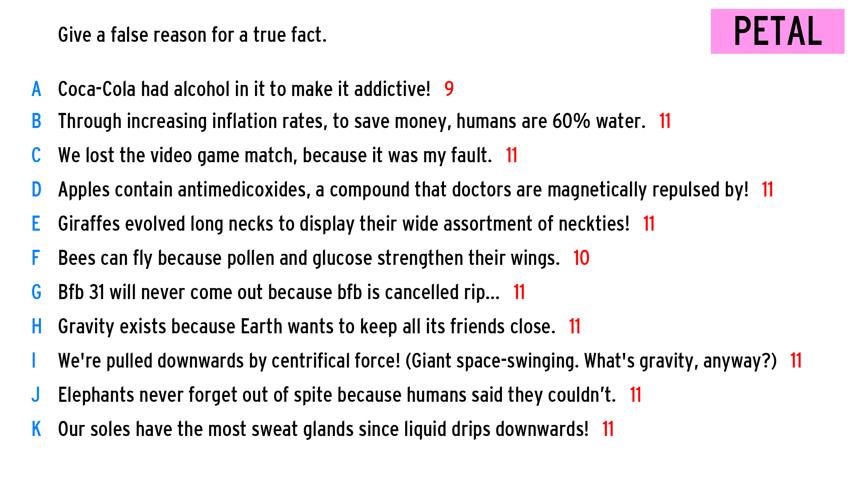 Give a false reason for a true fact.
PETAL
A Coca-Cola had alcohol in it to make it addictive! 9
B Through increasing inflation rates, to save money, humans are 60% water. 11
C We lost the video game match, because it was my fault. 11
D Apples contain antimedicoxides, a compound that doctors are magnetically repulsed by! 11
E Giraffes evolved long necks to display their wide assortment of neckties! 11
F Bees can fly because pollen and glucose strengthen their wings. 10
G Bfb 31 will never come out because bfb is cancelled rip... 11
H Gravity exists because Earth wants to keep all its friends close. 11
I We're pulled downwards by centrifical force! (Giant space-swinging. What's gravity, anyway?) 11
J Elephants never forget out of spite because humans said they couldn't. 11
K Our soles have the most sweat glands since liquid drips downwards! 11